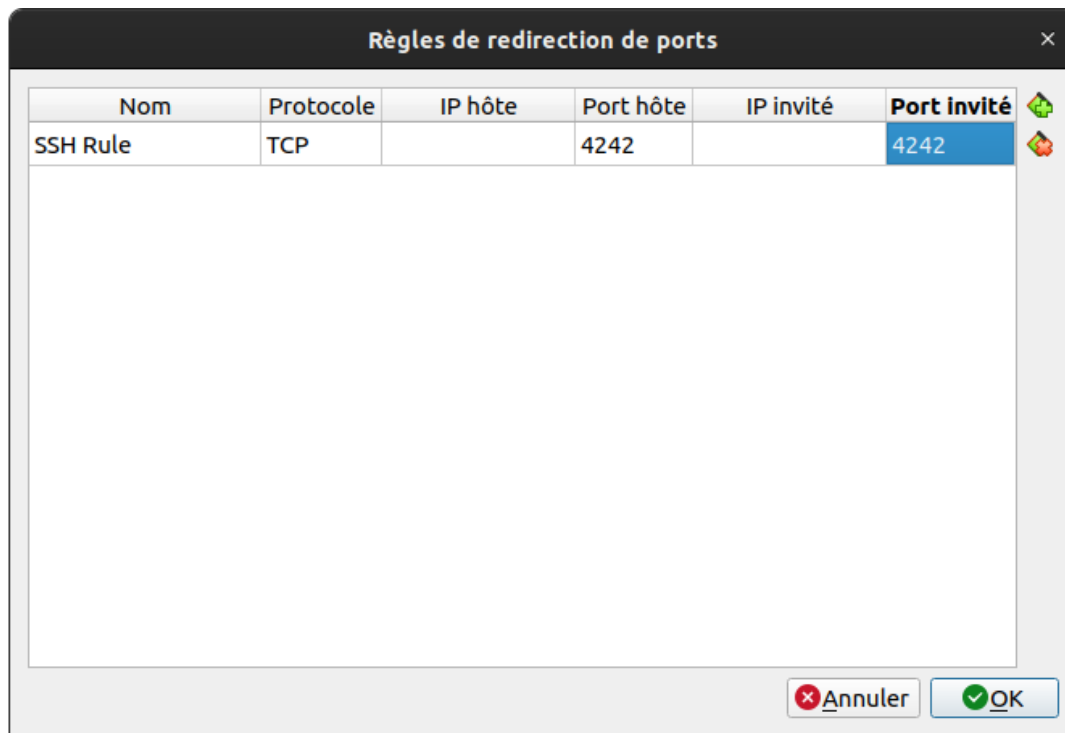 Règles de redirection de ports
Nom Protocole IP hôte Port hôte IP invité Port invité
SSH Rule TCP 4242 4242
Annuler OK